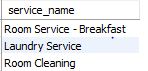 service_name
Room Service - Breakfast
Laundry Service
Room Cleaning